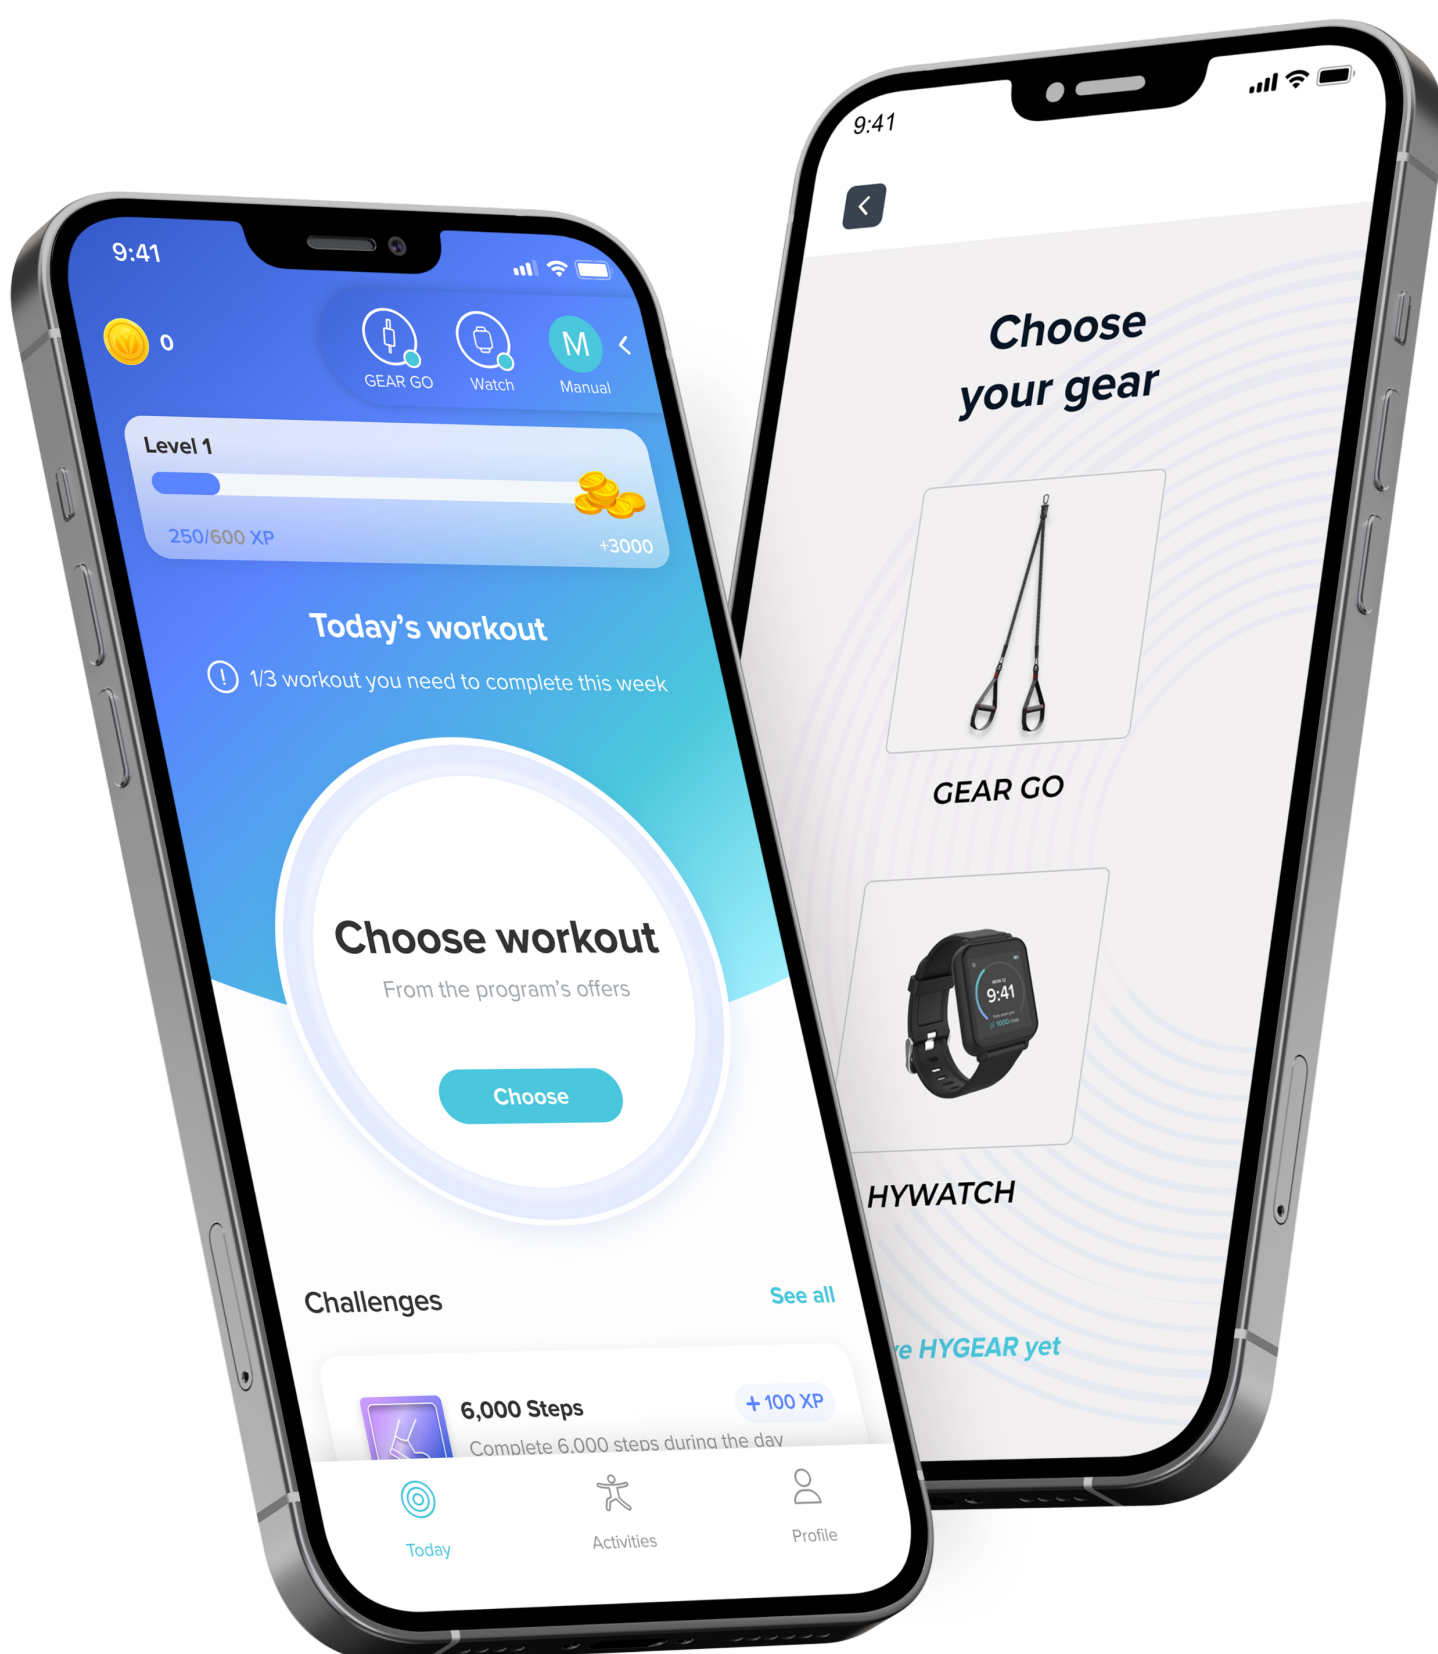 9:41
0
GEAR GO
Watch
M
Manual
Level 1
250/600 XP
+3000
Today's workout
1/3 workout you need to complete this week
Choose workout
From the program's offers
Choose
Challenges
See all
6,000 Steps
+ 100 XP
Complete 6,000 steps during the day
Today
Activities
Profile
9:41
Choose
your gear
GEAR GO
9:41
1000
HYWATCH
HYGEAR yet